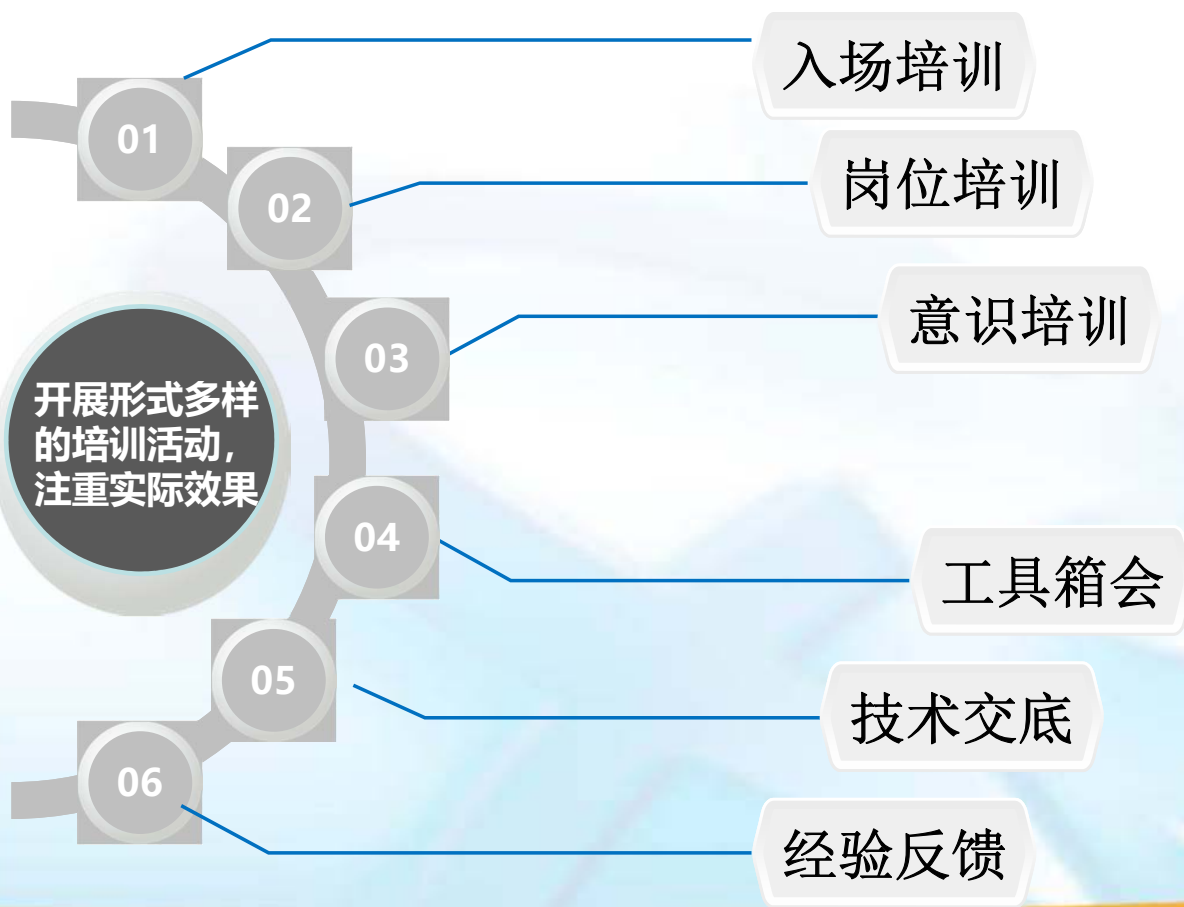 01
入场培训
02
岗位培训
03
意识培训
开展形式多样
的培训活动，
注重实际效果
04
工具箱会
05
技术交底
06
经验反馈